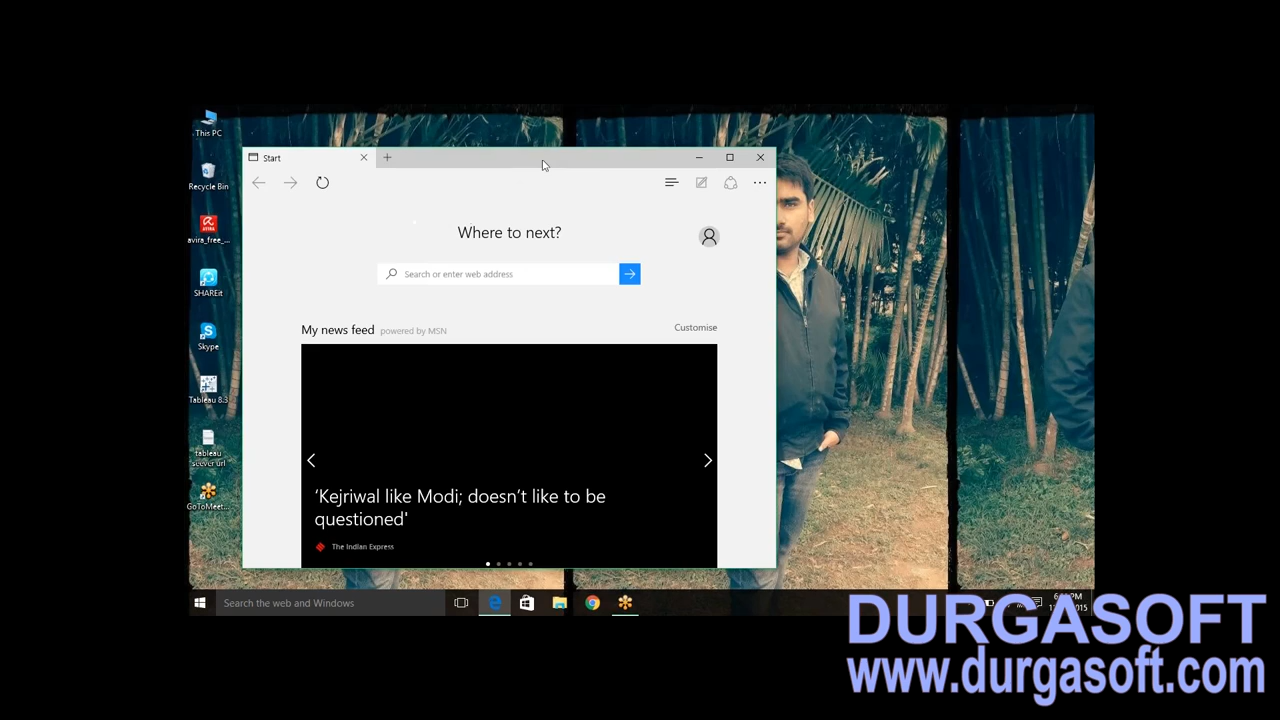 This PC
Recycle Bin
avira_free_...
SHAREit
Skype
Tableau 8.3
tableau
server url
GoToMeet...
Start
Where to next?
Search or enter web address
My news feed powered by MSN
Customise
‘Kejriwal like Modi; doesn’t like to be
questioned'
The Indian Express
Search the web and Windows
DURGASOFT
www.durgasoft.com